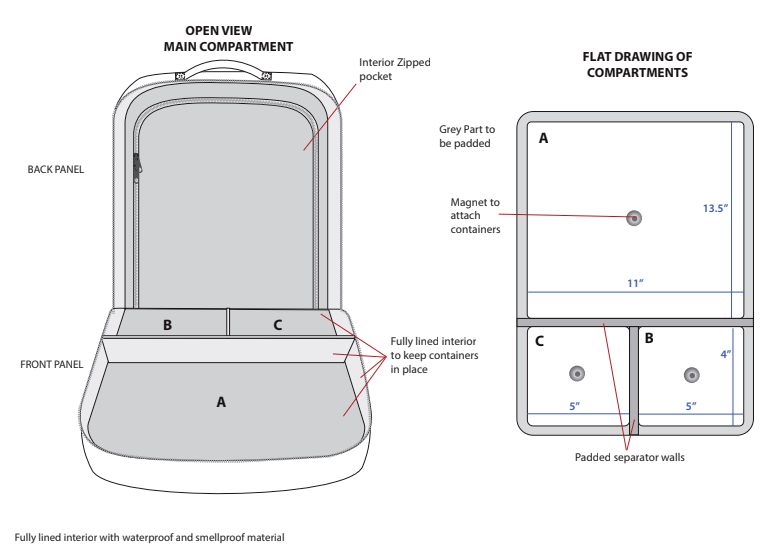 OPEN VIEW
MAIN COMPARTMENT
Interior Zipped
pocket
BACK PANEL
B
C
FRONT PANEL
A
Fully lined interior
to keep containers
in place
FLAT DRAWING OF
COMPARTMENTS
Grey Part to
be padded
A
Magnet to
attach
containers
13.5”
11”
C
B
4”
5”
5”
Padded separator walls
Fully lined interior with waterproof and smellproof material